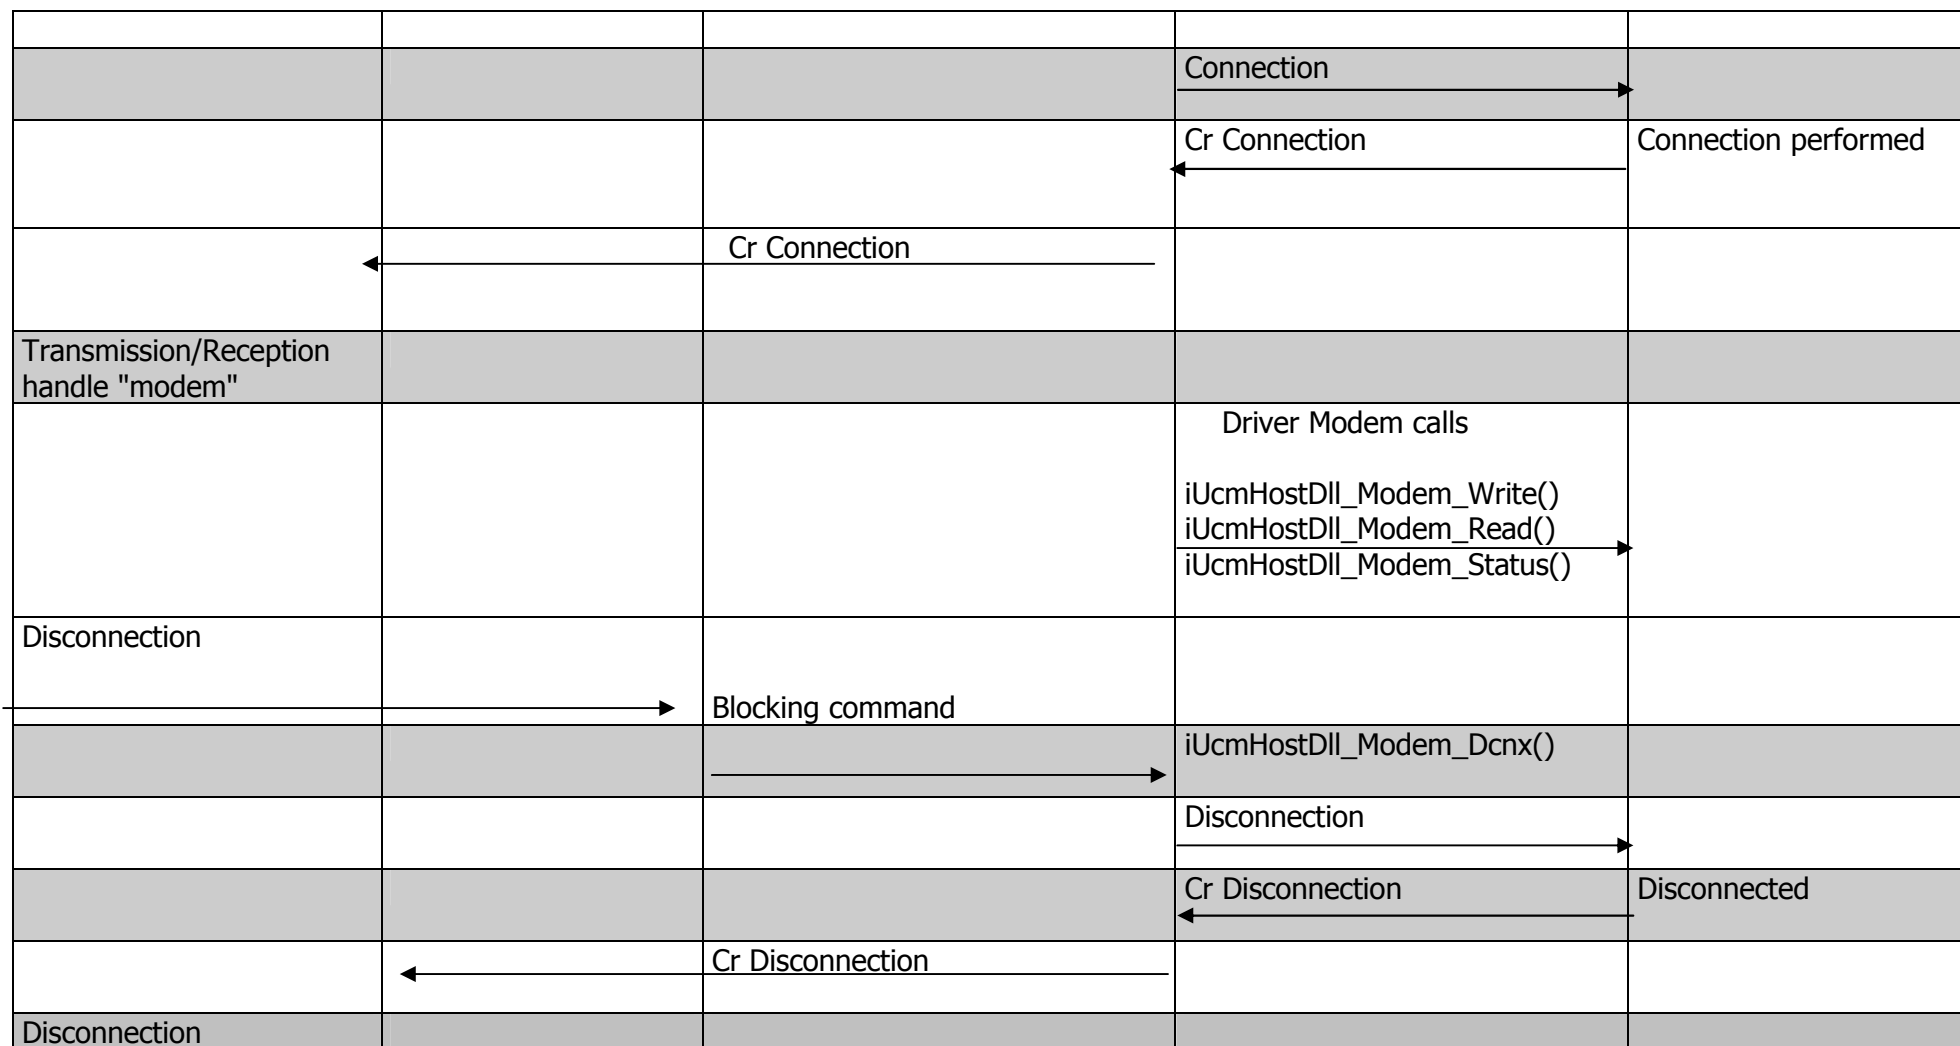 Connection
Cr Connection
Connection performed
Cr Connection
Transmission/Reception
handle "modem"
Driver Modem calls
iUcmHostDll_Modem_Write()
iUcmHostDll_Modem_Read()
iUcmHostDll_Modem_Status()
Disconnection
Blocking command
iUcmHostDll_Modem_Dcnx()
Disconnection
Cr Disconnection
Disconnected
Cr Disconnection
Disconnection